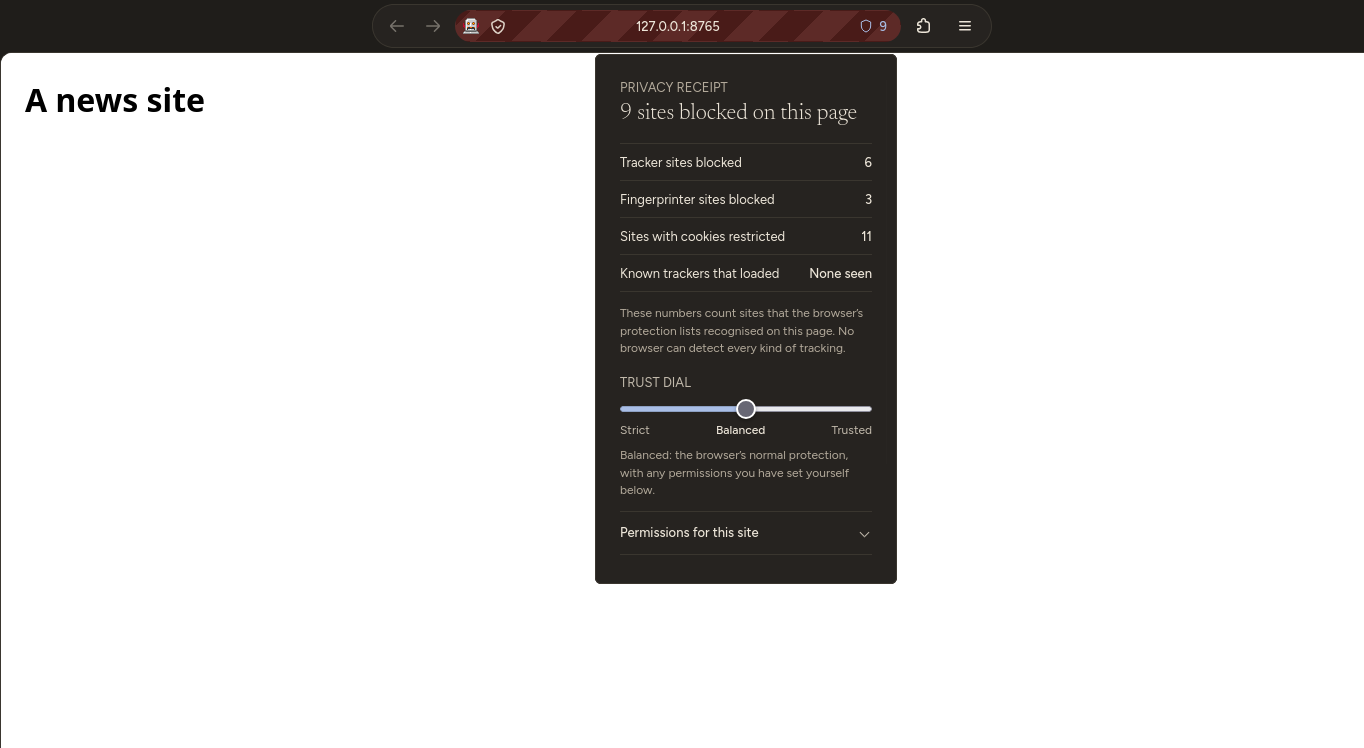 127.0.0.1:8765
9
A news site
PRIVACY RECEIPT
9 sites blocked on this page
Tracker sites blocked 6
Fingerprinter sites blocked 3
Sites with cookies restricted 11
Known trackers that loaded None seen
These numbers count sites that the browser’s
protection lists recognised on this page. No
browser can detect every kind of tracking.
TRUST DIAL
Strict Balanced Trusted
Balanced: the browser’s normal protection,
with any permissions you have set yourself
below.
Permissions for this site